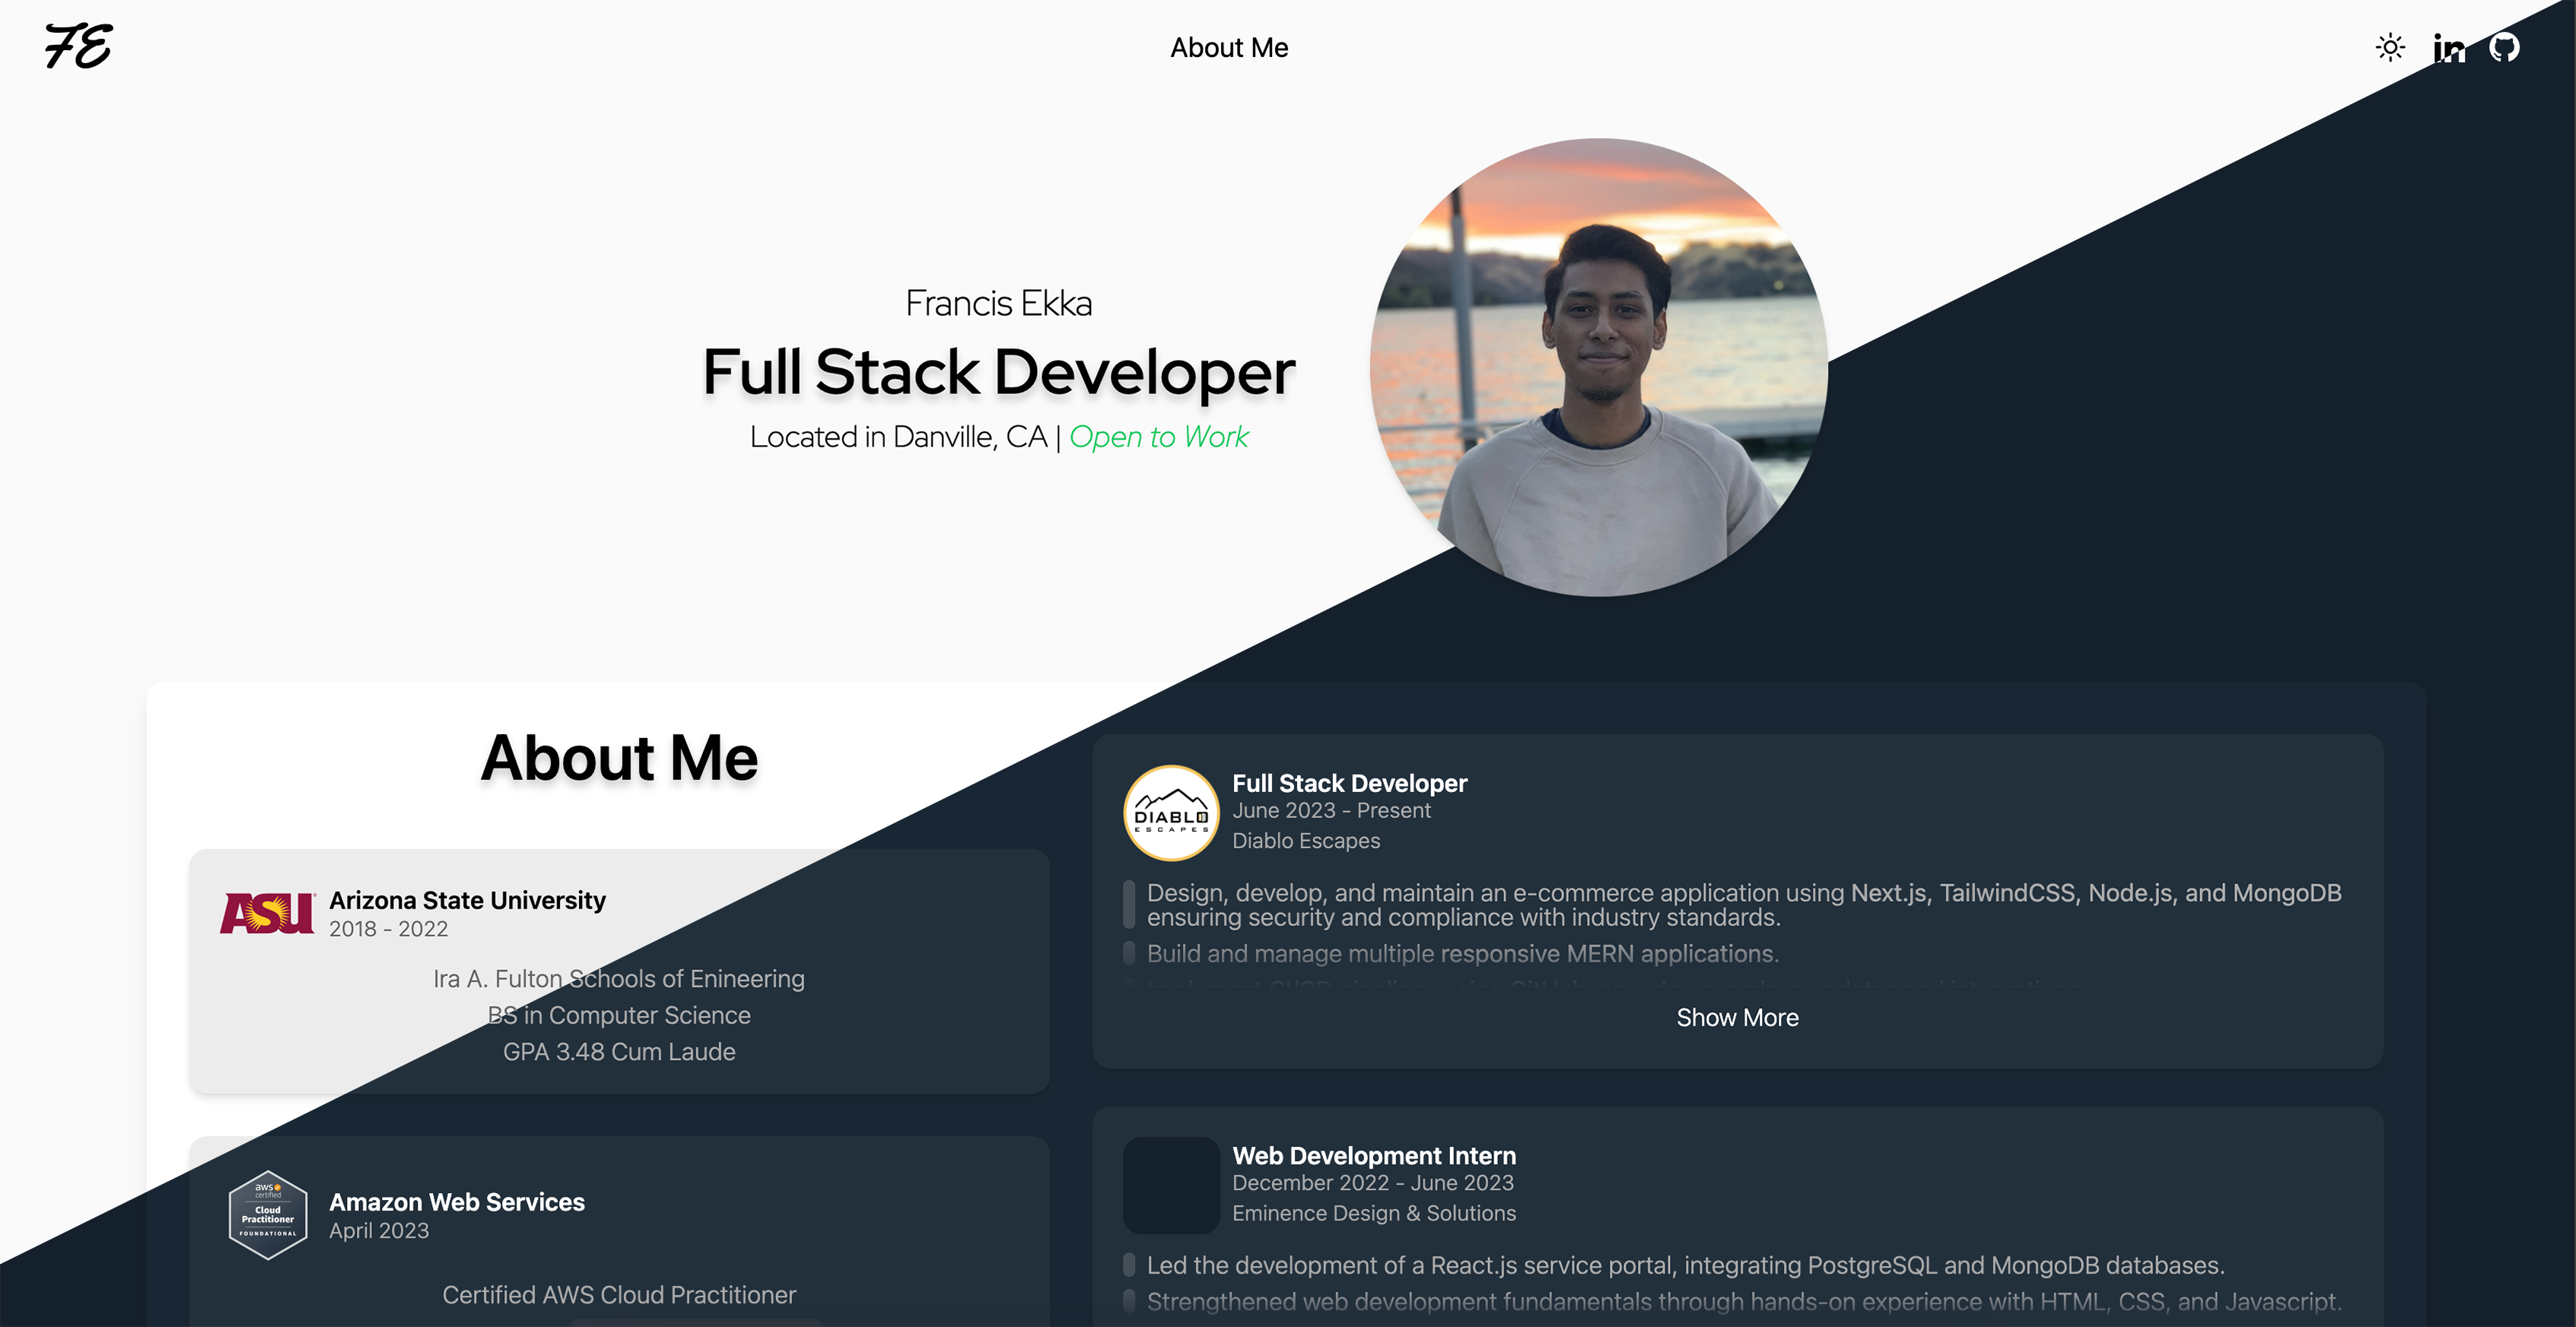 FE
About Me
in
Francis Ekka
Full Stack Developer
Located in Danville, CA | Open to Work
About Me
ASU
Arizona State University
2018 - 2022
Ira A. Fulton Schools of Enineering
BS in Computer Science
GPA 3.48 Cum Laude
aws
certified
Cloud
Practitioner
FOUNDATIONAL
Amazon Web Services
April 2023
Certified AWS Cloud Practitioner
DIABLO
ESCAPES
Full Stack Developer
June 2023 - Present
Diablo Escapes
Design, develop, and maintain an e-commerce application using Next.js, TailwindCSS, Node.js, and MongoDB
ensuring security and compliance with industry standards.
Build and manage multiple responsive MERN applications.
Show More
Web Development Intern
December 2022 - June 2023
Eminence Design & Solutions
Led the development of a React.js service portal, integrating PostgreSQL and MongoDB databases.
Strengthened web development fundamentals through hands-on experience with HTML, CSS, and Javascript.